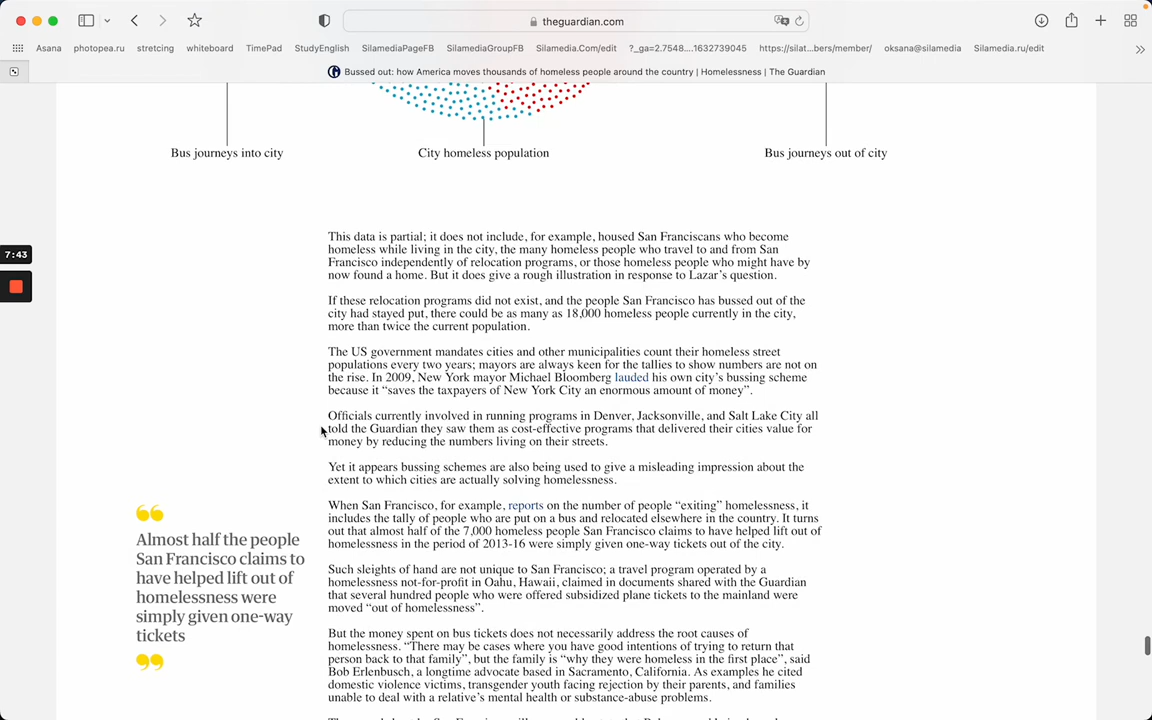 theguardian.com
Asana photopea.ru stretcing whiteboard TimePad StudyEnglish SilamediaPageFB SilamediaGroupFB Silamedia.Com/edit ?_ga=2.7548....1632739045 https://silat...bers/member/ oksana@silamedia Silamedia.ru/edit
Bussed out: how America moves thousands of homeless people around the country | Homelessness | The Guardian
Bus journeys into city City homeless population Bus journeys out of city
7:43
This data is partial; it does not include, for example, housed San Franciscans who become
homeless while living in the city, the many homeless people who travel to and from San
Francisco independently of relocation programs, or those homeless people who might have by
now found a home. But it does give a rough illustration in response to Lazar’s question.
If these relocation programs did not exist, and the people San Francisco has bussed out of the
city had stayed put, there could be as many as 18,000 homeless people currently in the city,
more than twice the current population.
The US government mandates cities and other municipalities count their homeless street
populations every two years; mayors are always keen for the tallies to show numbers are not on
the rise. In 2009, New York mayor Michael Bloomberg lauded his own city’s bussing scheme
because it “saves the taxpayers of New York City an enormous amount of money”.
Officials currently involved in running programs in Denver, Jacksonville, and Salt Lake City all
told the Guardian they saw them as cost-effective programs that delivered their cities value for
money by reducing the numbers living on their streets.
Yet it appears bussing schemes are also being used to give a misleading impression about the
extent to which cities are actually solving homelessness.
When San Francisco, for example, reports on the number of people “exiting” homelessness, it
includes the tally of people who are put on a bus and relocated elsewhere in the country. It turns
out that almost half of the 7,000 homeless people San Francisco claims to have helped lift out of
homelessness in the period of 2013-16 were simply given one-way tickets out of the city.
Almost half the people
San Francisco claims to
have helped lift out of
homelessness were
simply given one-way
tickets
Such sleights of hand are not unique to San Francisco; a travel program operated by a
homelessness not-for-profit in Oahu, Hawaii, claimed in documents shared with the Guardian
that several hundred people who were offered subsidized plane tickets to the mainland were
moved “out of homelessness”.
But the money spent on bus tickets does not necessarily address the root causes of
homelessness. “There may be cases where you have good intentions of trying to return that
person back to that family”, but the family is “why they were homeless in the first place”, said
Bob Erlenbusch, a longtime advocate based in Sacramento, California. As examples he cited
domestic violence victims, transgender youth facing rejection by their parents, and families
unable to deal with a relative’s mental health or substance-abuse problems.